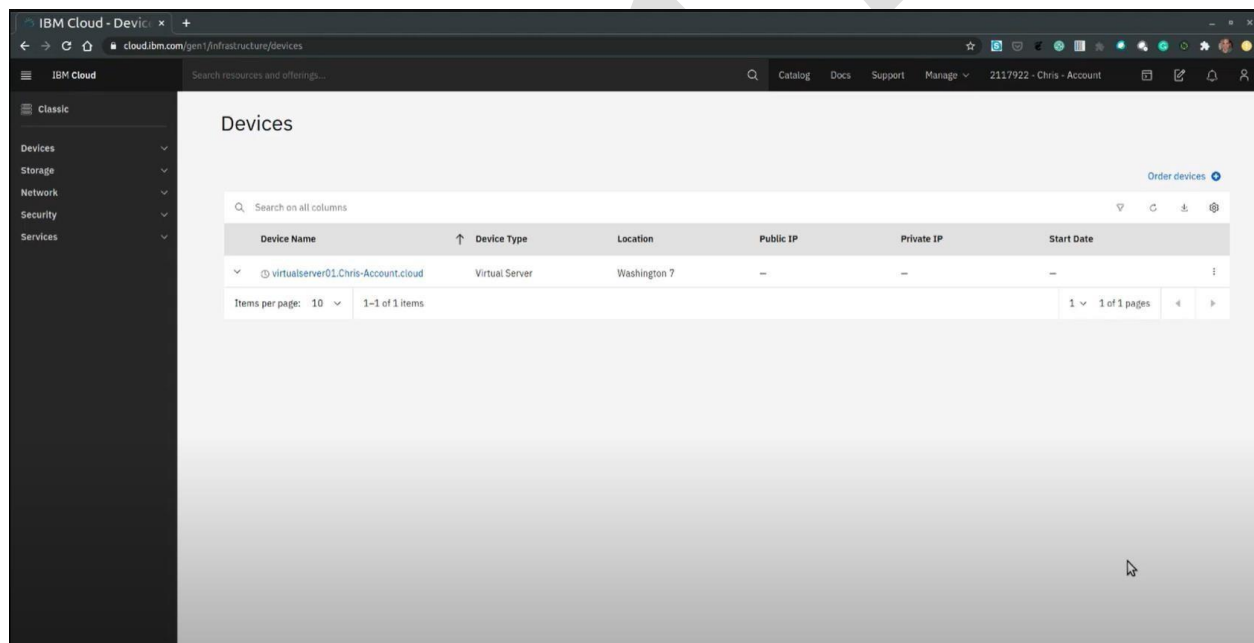 IBM Cloud - Devic
cloud.ibm.com/gen1/infrastructure/devices
IBM Cloud
Search resources and offerings...
Catalog Docs Support Manage 2117922 - Chris - Account
Classic
Devices
Storage
Network
Security
Services
Devices
Order devices
Search on all columns
Device Name Device Type Location Public IP Private IP Start Date
virtualserver01.Chris-Account.cloud Virtual Server Washington 7 – – –
Items per page: 10 1–1 of 1 items 1 1 of 1 pages